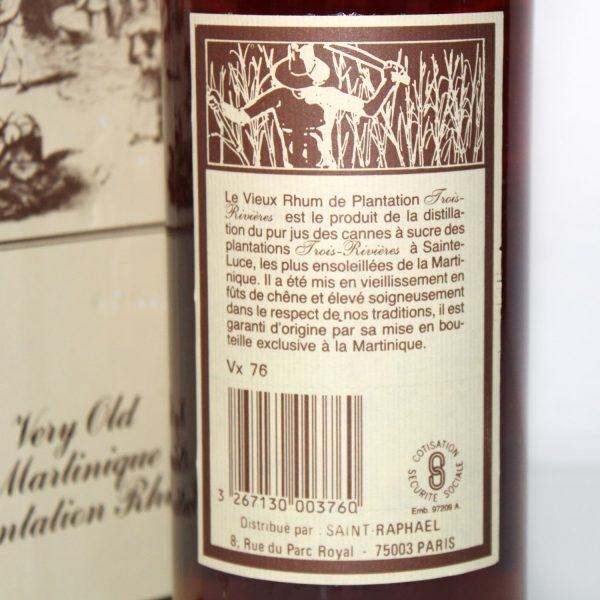 Le Vieux Rhum de Plantation Trois-
Rivières est le produit de la distilla-
tion du pur jus des cannes à sucre des
plantations Trois-Rivières à Sainte-
Luce, les plus ensoleillées de la Marti-
nique. Il a été mis en vieillissement en
fûts de chêne et élevé soigneusement
dans le respect de nos traditions, il est
garanti d'origine par sa mise en bou-
teille exclusive à la Martinique.
Vx 76
3 267130 003760
COTISATION
SECURITE SOCIALE
Emb. 97209 A.
Distribué par : SAINT-RAPHAEL
8, Rue du Parc Royal - 75003 PARIS
Very Old
Martinique